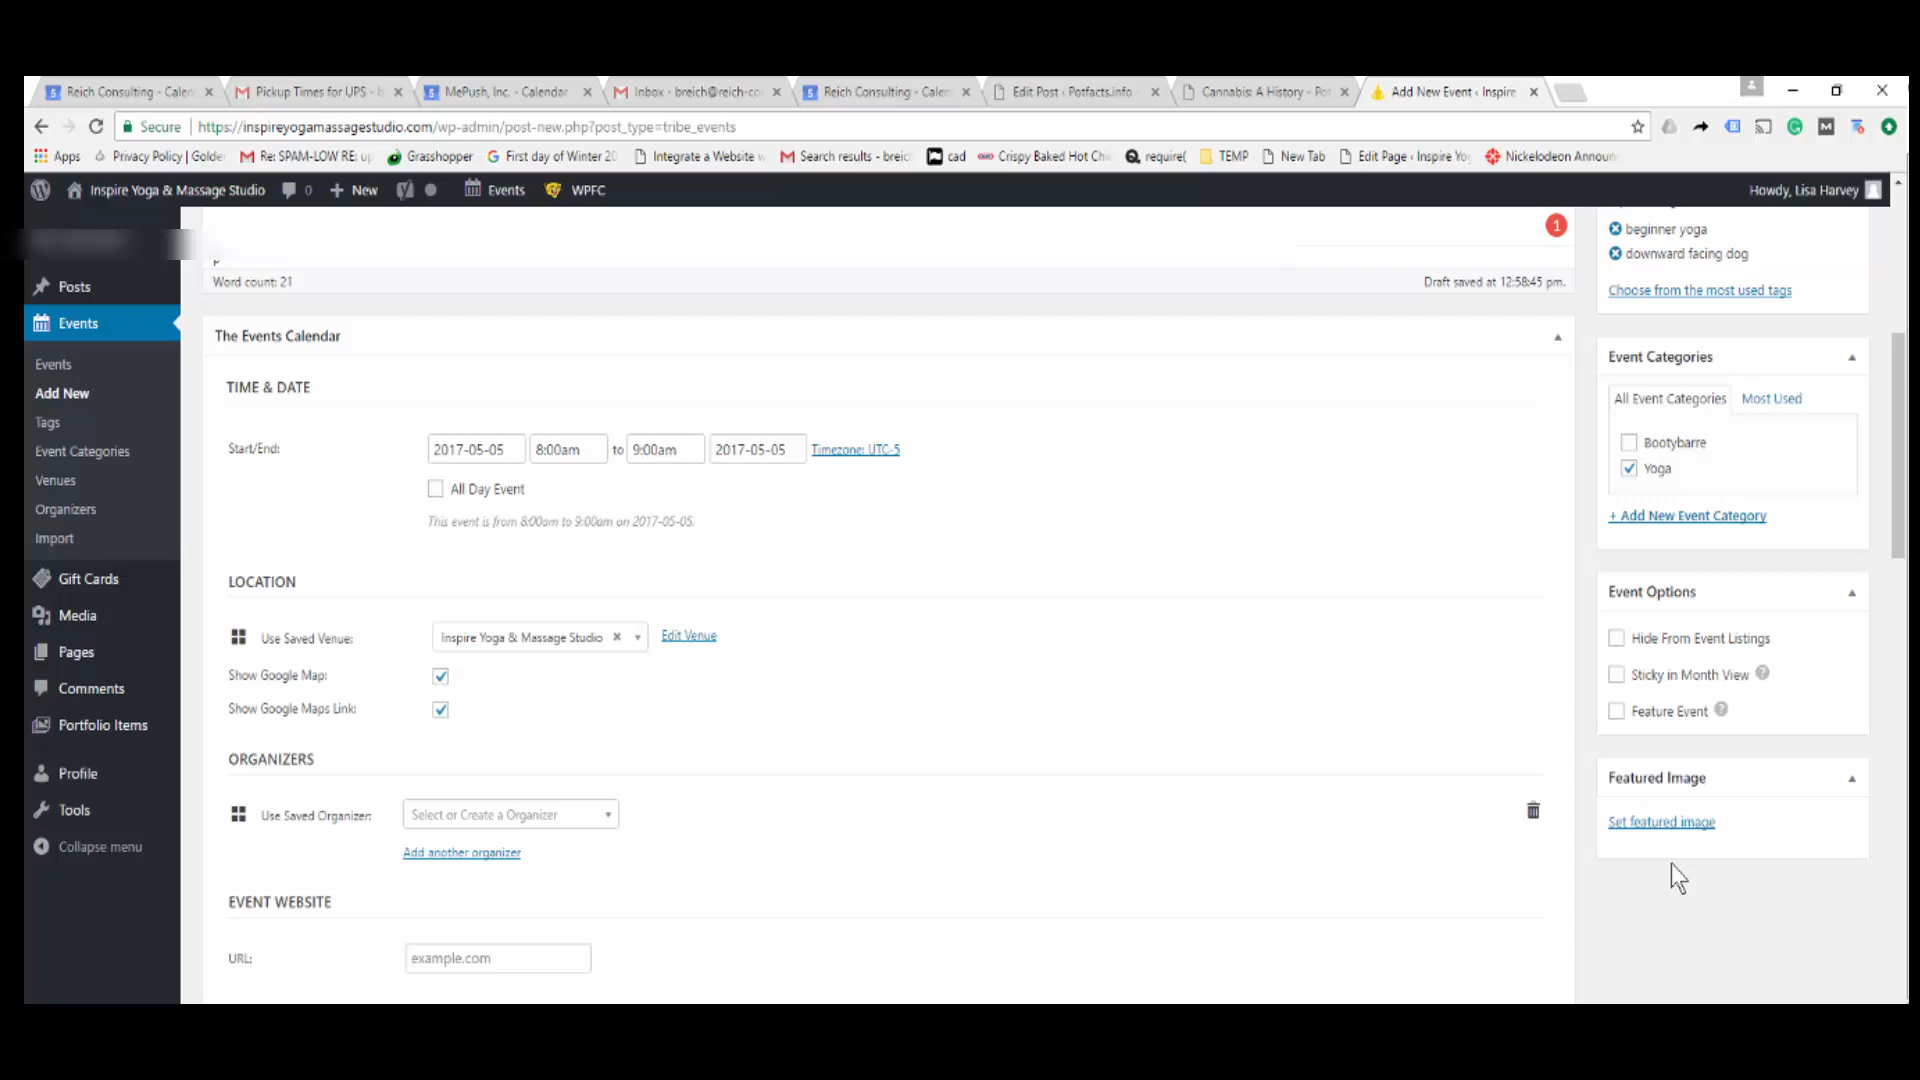 Reich Consulting - Calen
Pickup Times for UPS - b
MePush, Inc. - Calendar
Inbox - breich@reich-co
Reich Consulting - Calen
Edit Post ‹ Potfacts.info -
Cannabis: A History - Pot
Add New Event ‹ Inspire
Secure
https://inspireyogamassagestudio.com/wp-admin/post-new.php?post_type=tribe_events
Apps
Privacy Policy | Golde
Re: SPAM-LOW RE: u
Grasshopper
First day of Winter 20
Integrate a Website w
Search results - breic
cad
Crispy Baked Hot Chi
require(
TEMP
New Tab
Edit Page ‹ Inspire Yo
Nickelodeon Announ
Inspire Yoga & Massage Studio
0
New
Events
WPFC
Howdy, Lisa Harvey
Posts
Events
Events
Add New
Tags
Event Categories
Venues
Organizers
Import
Gift Cards
Media
Pages
Comments
Portfolio Items
Profile
Tools
Collapse menu
1
p
Word count: 21
Draft saved at 12:58:45 pm.
The Events Calendar
TIME & DATE
Start/End:
2017-05-05 8:00am to 9:00am 2017-05-05 Timezone: UTC-5
All Day Event
This event is from 8:00am to 9:00am on 2017-05-05.
LOCATION
Use Saved Venue: Inspire Yoga & Massage Studio Edit Venue
Show Google Map:
Show Google Maps Link:
ORGANIZERS
Use Saved Organizer: Select or Create a Organizer
Add another organizer
EVENT WEBSITE
URL: example.com
beginner yoga
downward facing dog
Choose from the most used tags
Event Categories
All Event Categories Most Used
Bootybarre
Yoga
+ Add New Event Category
Event Options
Hide From Event Listings
Sticky in Month View
Feature Event
Featured Image
Set featured image